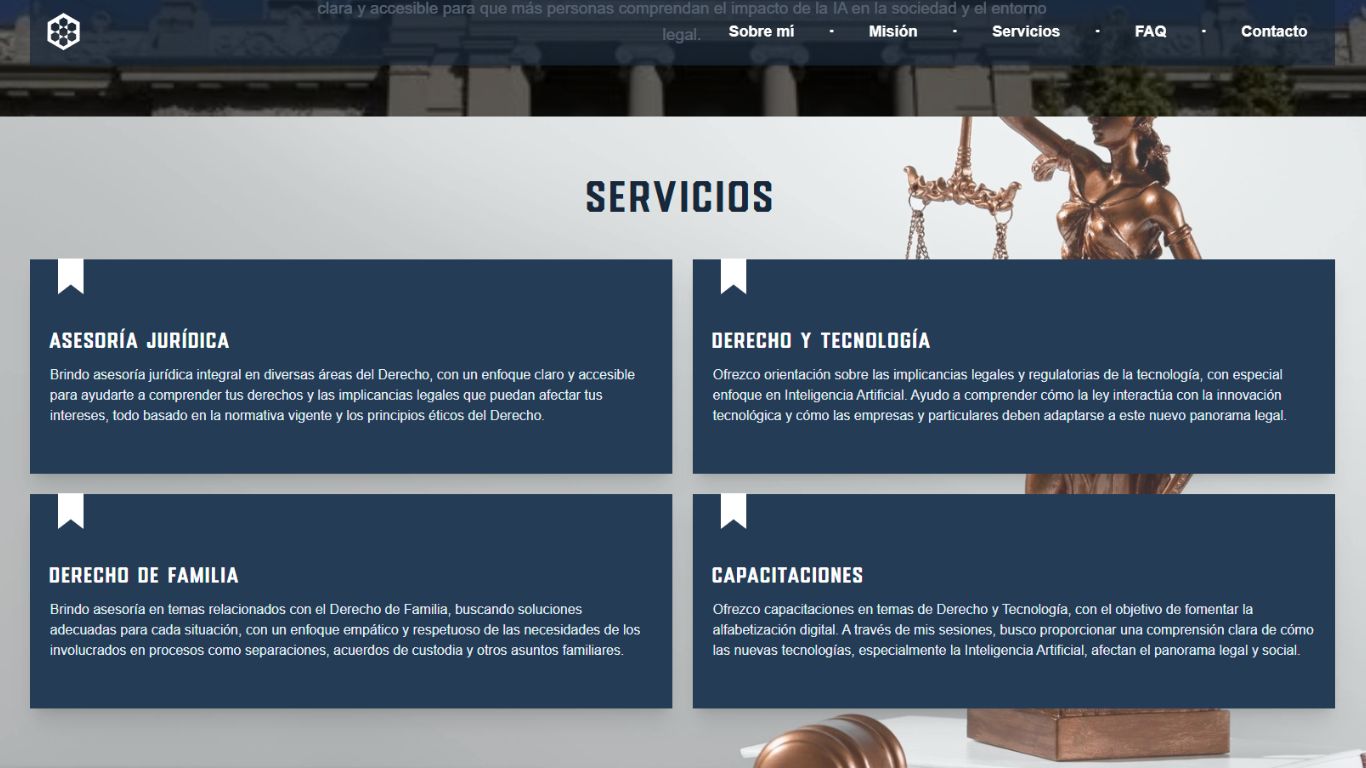 clara y accesible para que más personas comprendan el impacto de la IA en la sociedad y el entorno
legal.
Sobre mí · Misión · Servicios · FAQ · Contacto
SERVICIOS
ASESORÍA JURÍDICA
Brindo asesoría jurídica integral en diversas áreas del Derecho, con un enfoque claro y accesible
para ayudarte a comprender tus derechos y las implicancias legales que puedan afectar tus
intereses, todo basado en la normativa vigente y los principios éticos del Derecho.
DERECHO Y TECNOLOGÍA
Ofrezco orientación sobre las implicancias legales y regulatorias de la tecnología, con especial
enfoque en Inteligencia Artificial. Ayudo a comprender cómo la ley interactúa con la innovación
tecnológica y cómo las empresas y particulares deben adaptarse a este nuevo panorama legal.
DERECHO DE FAMILIA
Brindo asesoría en temas relacionados con el Derecho de Familia, buscando soluciones
adecuadas para cada situación, con un enfoque empático y respetuoso de las necesidades de los
involucrados en procesos como separaciones, acuerdos de custodia y otros asuntos familiares.
CAPACITACIONES
Ofrezco capacitaciones en temas de Derecho y Tecnología, con el objetivo de fomentar la
alfabetización digital. A través de mis sesiones, busco proporcionar una comprensión clara de cómo
las nuevas tecnologías, especialmente la Inteligencia Artificial, afectan el panorama legal y social.